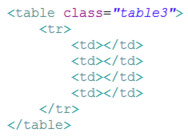 <table class="table3">
    <tr>
        <td></td>
        <td></td>
        <td></td>
        <td></td>
    </tr>
</table>